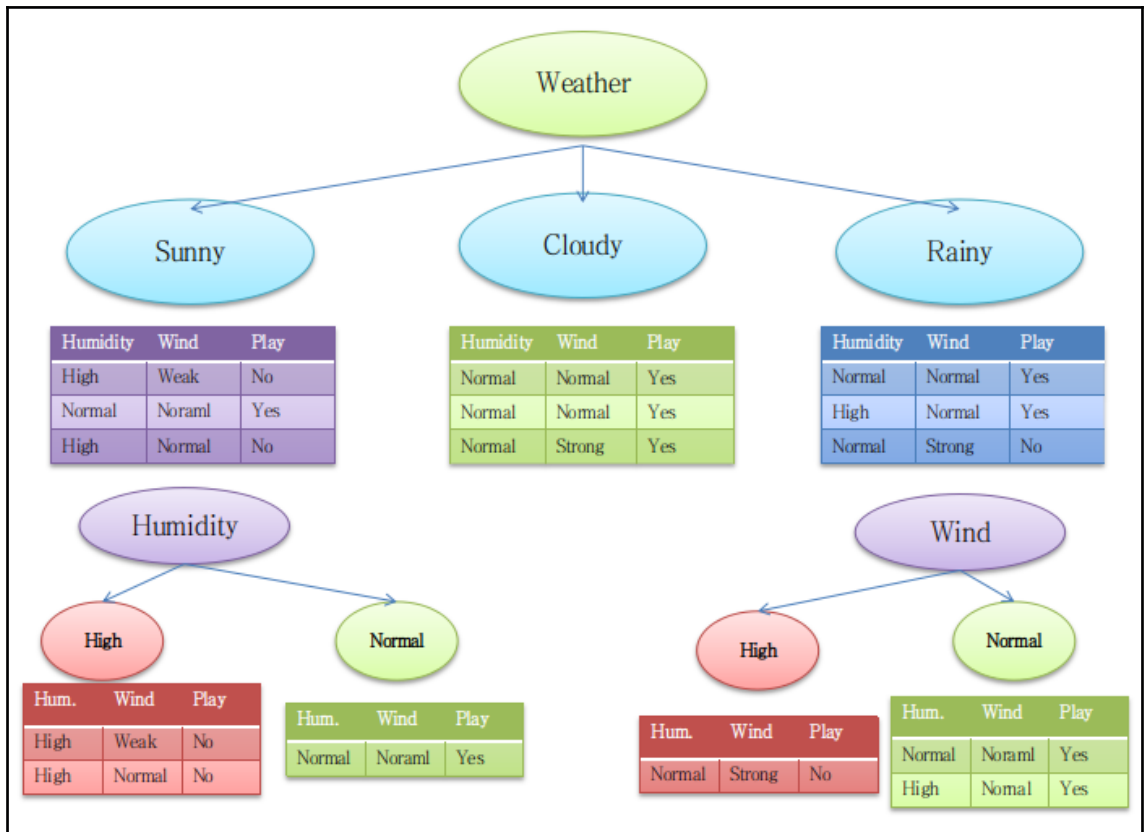 Weather
Sunny Cloudy Rainy
Humidity Wind Play
High Weak No
Normal Noraml Yes
High Normal No
Humidity Wind Play
Normal Normal Yes
Normal Normal Yes
Normal Strong Yes
Humidity Wind Play
Normal Normal Yes
High Normal Yes
Normal Strong No
Humidity
High Normal
Hum. Wind Play
High Weak No
High Normal No
Hum. Wind Play
Normal Noraml Yes
Wind
High Normal
Hum. Wind Play
Normal Strong No
Hum. Wind Play
Normal Noraml Yes
High Nomal Yes